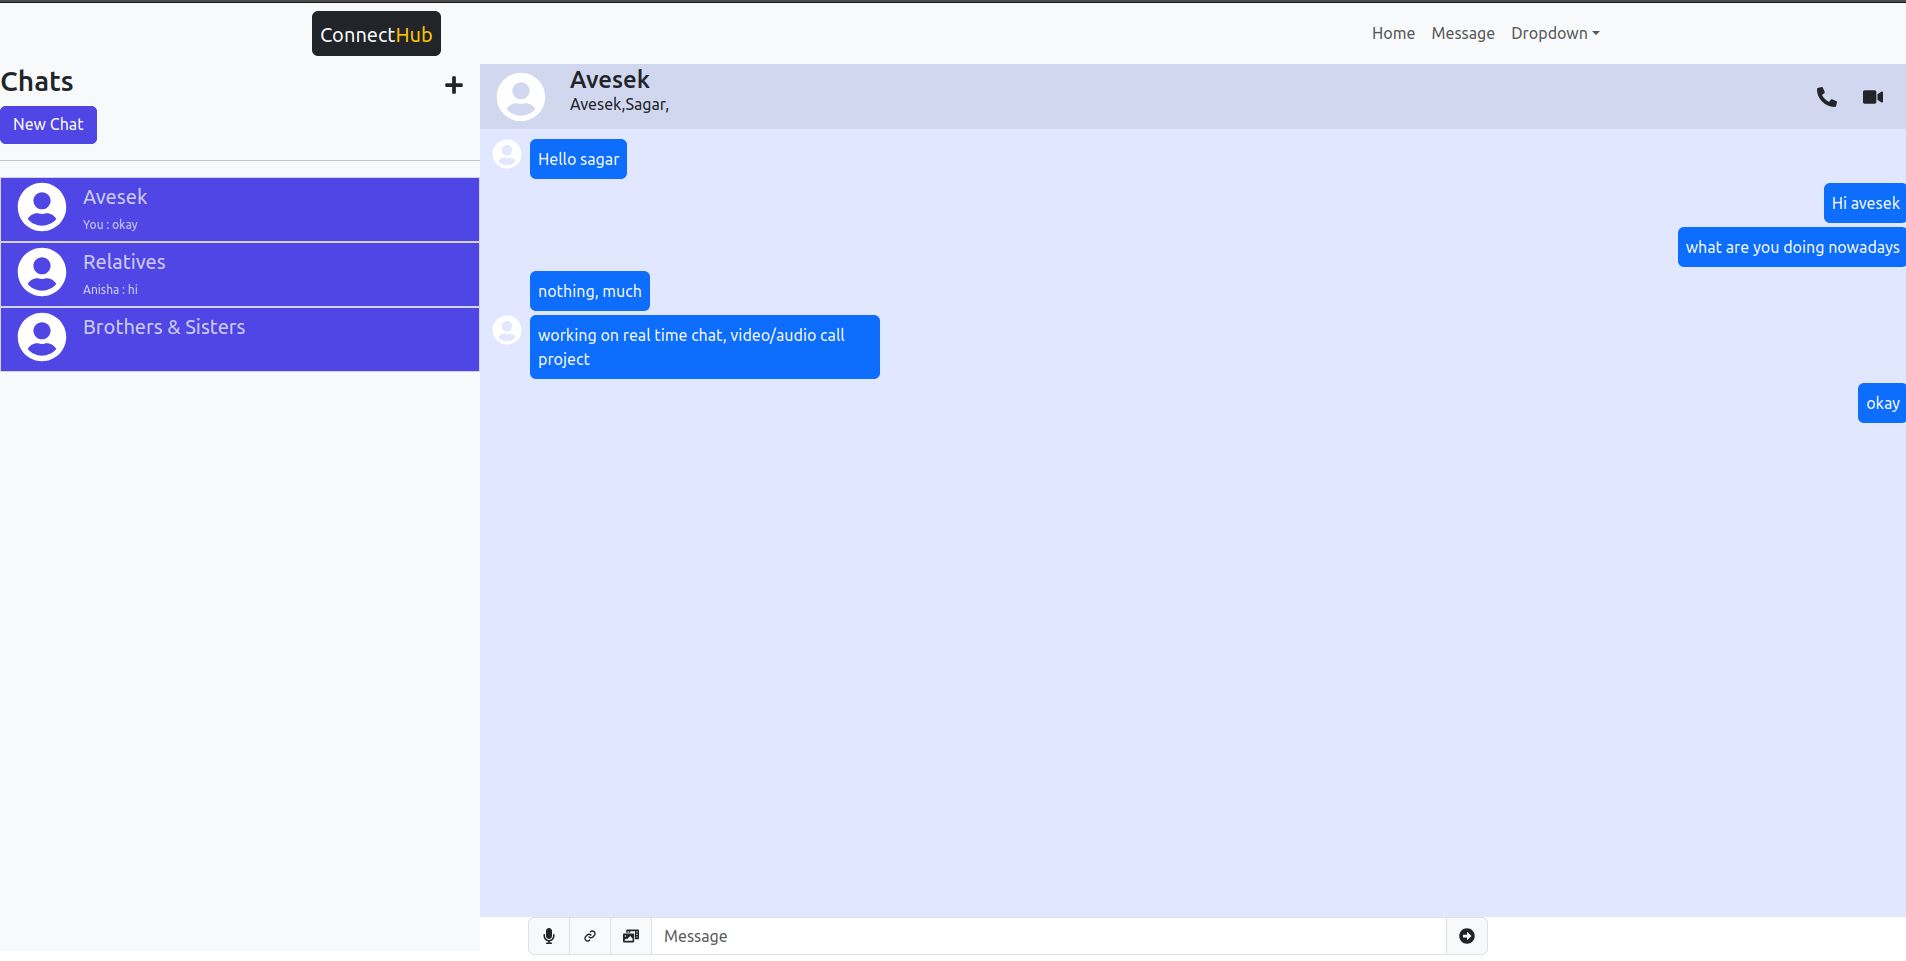 ConnectHub
Home Message Dropdown
Chats
New Chat
Avesek
You : okay
Relatives
Anisha : hi
Brothers & Sisters
Avesek
Avesek,Sagar,
Hello sagar
Hi avesek
what are you doing nowadays
nothing, much
working on real time chat, video/audio call
project
okay
Message